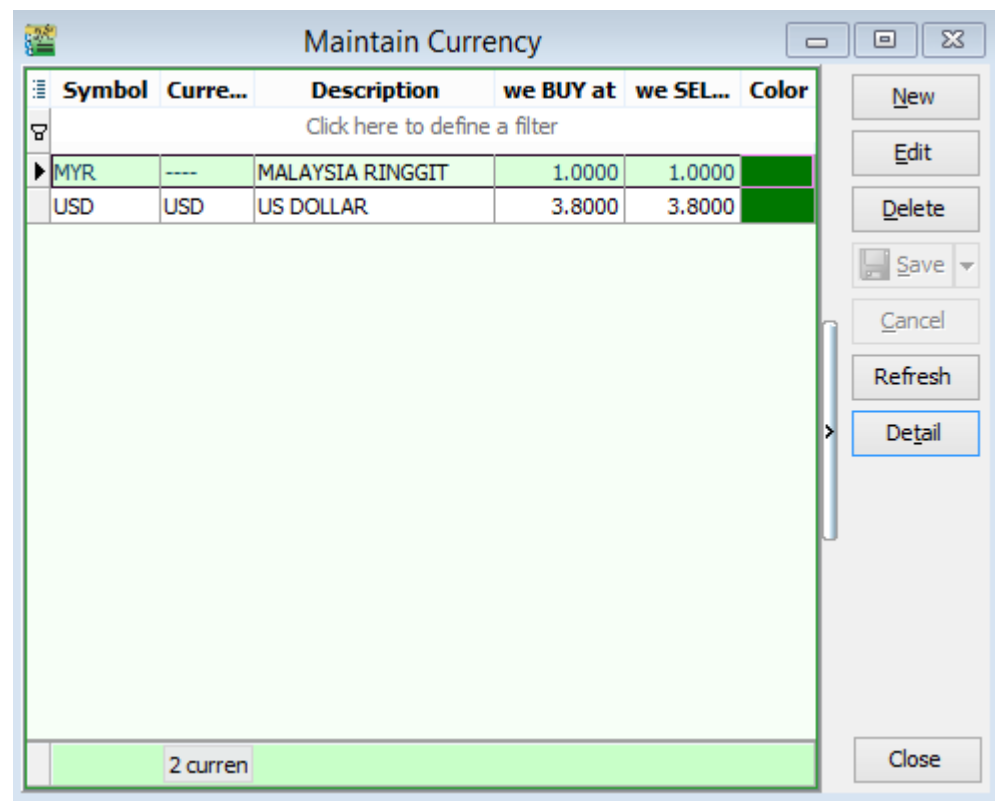 Maintain Currency
Symbol Curre... Description we BUY at we SEL... Color
Click here to define a filter
MYR ---- MALAYSIA RINGGIT 1.0000 1.0000
USD USD US DOLLAR 3.8000 3.8000
2 curren
New
Edit
Delete
Save
Cancel
Refresh
Detail
Close